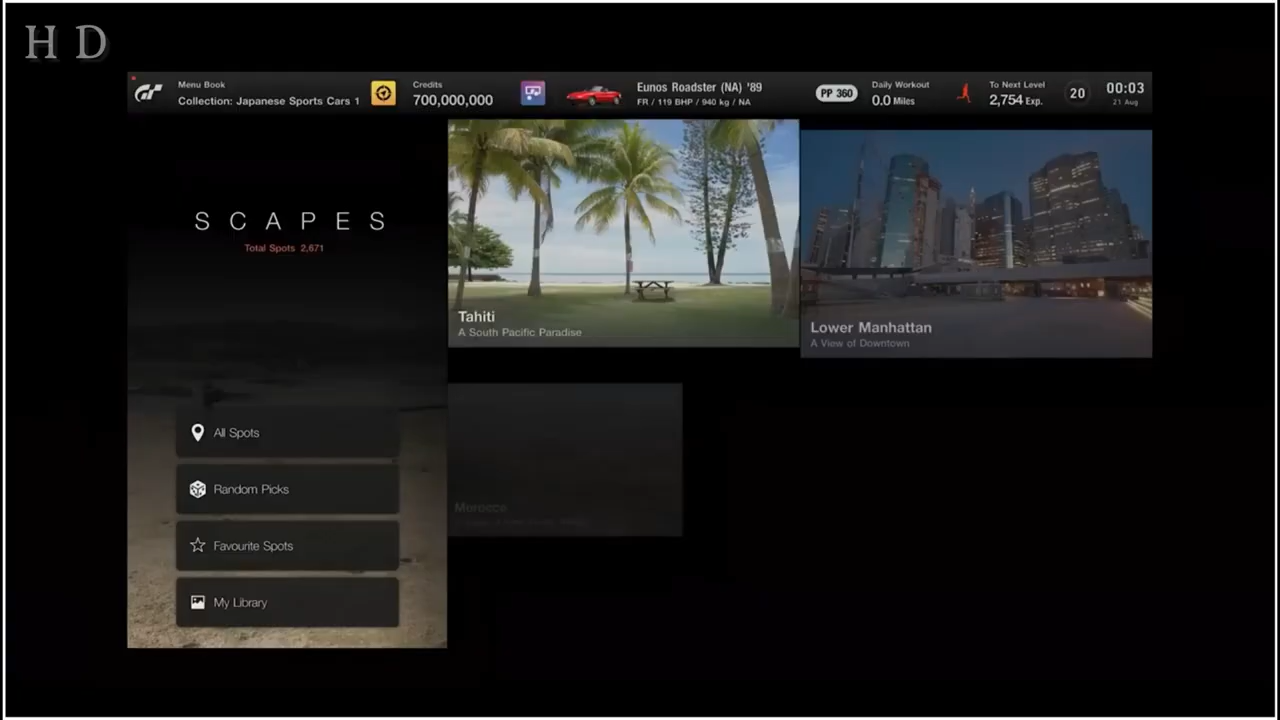 H D
Menu Book
Collection: Japanese Sports Cars 1
Credits
700,000,000
Eunos Roadster (NA) '89
FR / 119 BHP / 940 kg / NA
PP 360
Daily Workout
0.0 Miles
To Next Level
2,754 Exp.
20
00:03
21 Aug
SCAPES
Total Spots 2,671
Tahiti
A South Pacific Paradise
Lower Manhattan
A View of Downtown
All Spots
Random Picks
Favourite Spots
My Library
Morocco